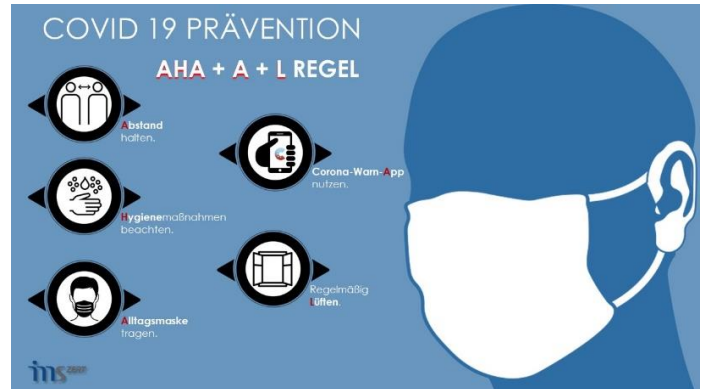 COVID 19 PRÄVENTION
AHA + A + L REGEL
Abstand
halten.
Hygienemaßnahmen
beachten.
Alltagsmaske
tragen.
Corona-Warn-App
nutzen.
Regelmäßig
Lüften.
ims